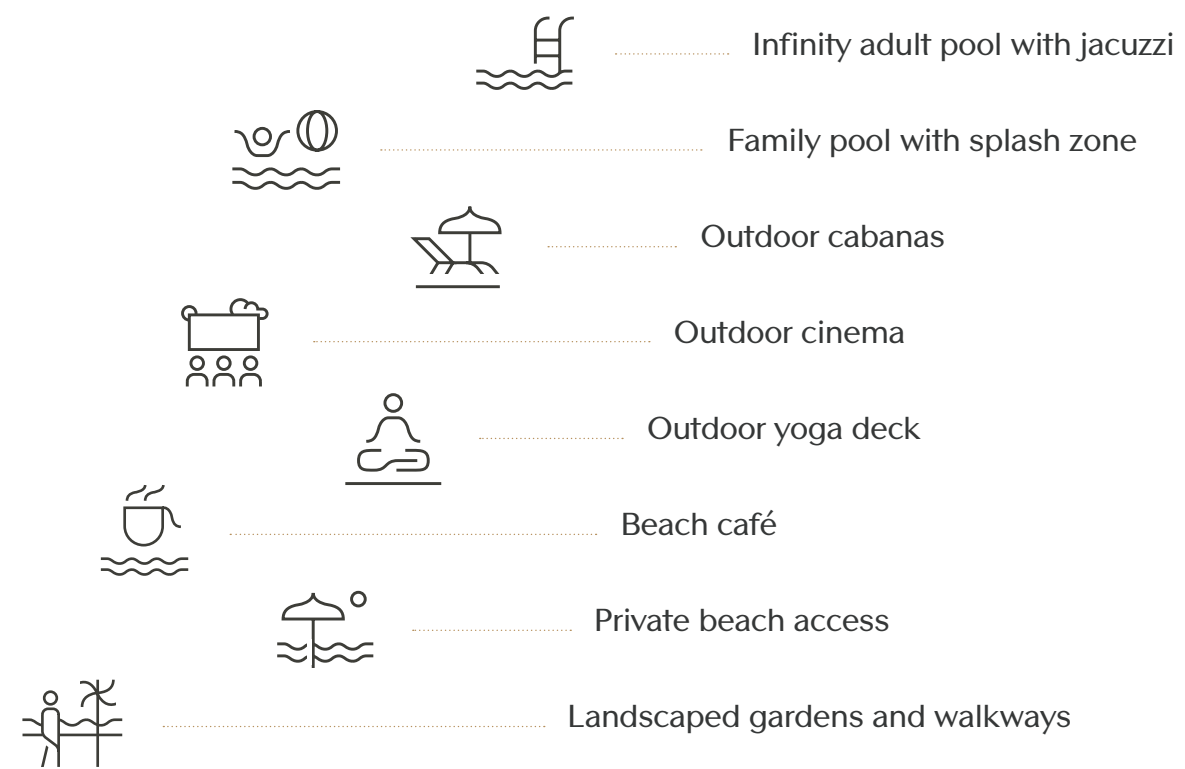 Infinity adult pool with jacuzzi
Family pool with splash zone
Outdoor cabanas
Outdoor cinema
Outdoor yoga deck
Beach café
Private beach access
Landscaped gardens and walkways